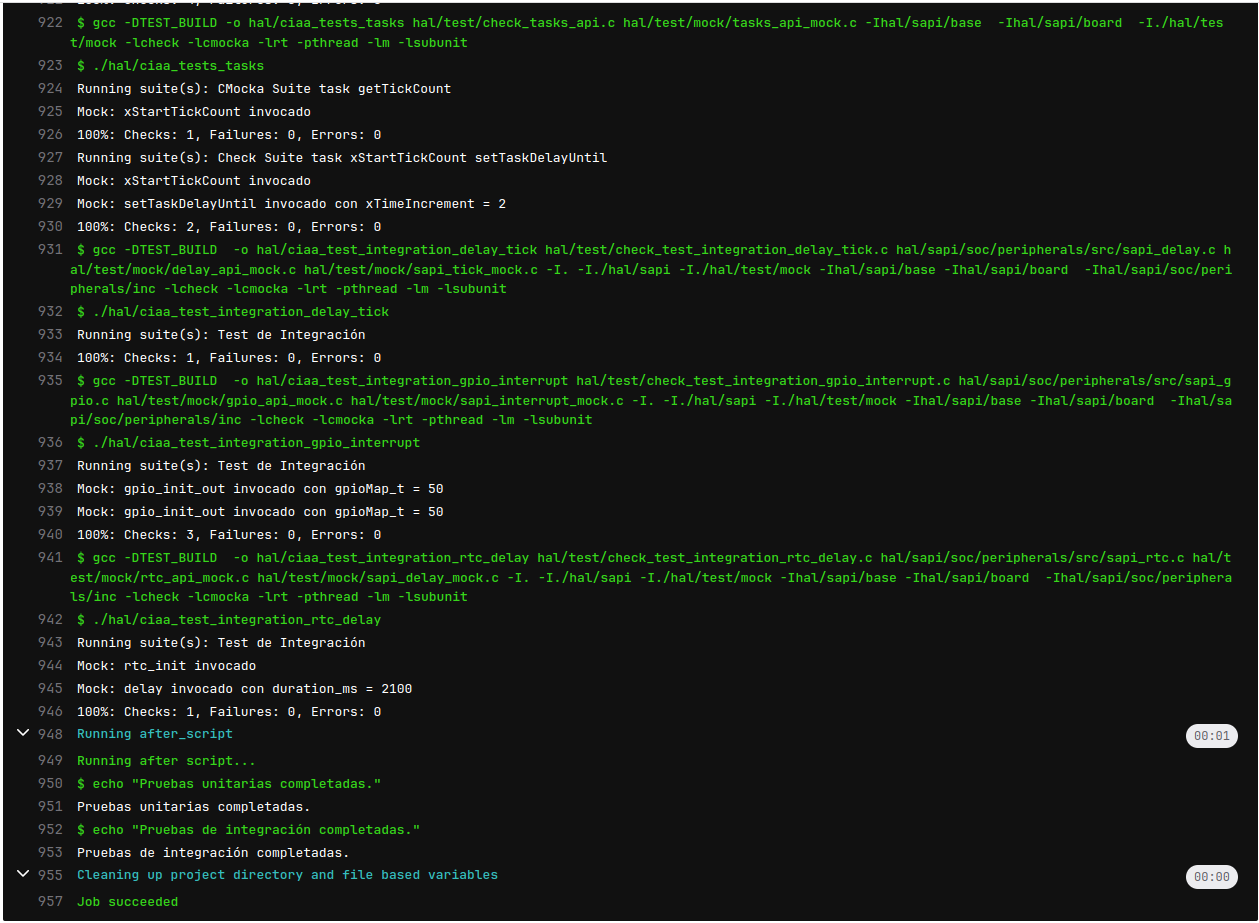 922 $ gcc -DTEST_BUILD -o hal/ciaa_tests_tasks hal/test/check_tasks_api.c hal/test/mock/tasks_api_mock.c -Ihal/sapi/base  -Ihal/sapi/board  -I./hal/tes
t/mock -lcheck -lcmocka -lrt -pthread -lm -lsubunit
923 $ ./hal/ciaa_tests_tasks
924 Running suite(s): CMocka Suite task getTickCount
925 Mock: xStartTickCount invocado
926 100%: Checks: 1, Failures: 0, Errors: 0
927 Running suite(s): Check Suite task xStartTickCount setTaskDelayUntil
928 Mock: xStartTickCount invocado
929 Mock: setTaskDelayUntil invocado con xTimeIncrement = 2
930 100%: Checks: 2, Failures: 0, Errors: 0
931 $ gcc -DTEST_BUILD  -o hal/ciaa_test_integration_delay_tick hal/test/check_test_integration_delay_tick.c hal/sapi/soc/peripherals/src/sapi_delay.c h
al/test/mock/delay_api_mock.c hal/test/mock/sapi_tick_mock.c -I. -I./hal/sapi -I./hal/test/mock -Ihal/sapi/base -Ihal/sapi/board  -Ihal/sapi/soc/peri
pherals/inc -lcheck -lcmocka -lrt -pthread -lm -lsubunit
932 $ ./hal/ciaa_test_integration_delay_tick
933 Running suite(s): Test de Integración
934 100%: Checks: 1, Failures: 0, Errors: 0
935 $ gcc -DTEST_BUILD  -o hal/ciaa_test_integration_gpio_interrupt hal/test/check_test_integration_gpio_interrupt.c hal/sapi/soc/peripherals/src/sapi_g
pio.c hal/test/mock/gpio_api_mock.c hal/test/mock/sapi_interrupt_mock.c -I. -I./hal/sapi -I./hal/test/mock -Ihal/sapi/base -Ihal/sapi/board  -Ihal/sa
pi/soc/peripherals/inc -lcheck -lcmocka -lrt -pthread -lm -lsubunit
936 $ ./hal/ciaa_test_integration_gpio_interrupt
937 Running suite(s): Test de Integración
938 Mock: gpio_init_out invocado con gpioMap_t = 50
939 Mock: gpio_init_out invocado con gpioMap_t = 50
940 100%: Checks: 3, Failures: 0, Errors: 0
941 $ gcc -DTEST_BUILD  -o hal/ciaa_test_integration_rtc_delay hal/test/check_test_integration_rtc_delay.c hal/sapi/soc/peripherals/src/sapi_rtc.c hal/t
est/mock/rtc_api_mock.c hal/test/mock/sapi_delay_mock.c -I. -I./hal/sapi -I./hal/test/mock -Ihal/sapi/base -Ihal/sapi/board  -Ihal/sapi/soc/periphera
ls/inc -lcheck -lcmocka -lrt -pthread -lm -lsubunit
942 $ ./hal/ciaa_test_integration_rtc_delay
943 Running suite(s): Test de Integración
944 Mock: rtc_init invocado
945 Mock: delay invocado con duration_ms = 2100
946 100%: Checks: 1, Failures: 0, Errors: 0
948 Running after_script 00:01
949 Running after script...
950 $ echo "Pruebas unitarias completadas."
951 Pruebas unitarias completadas.
952 $ echo "Pruebas de integración completadas."
953 Pruebas de integración completadas.
955 Cleaning up project directory and file based variables 00:00
957 Job succeeded